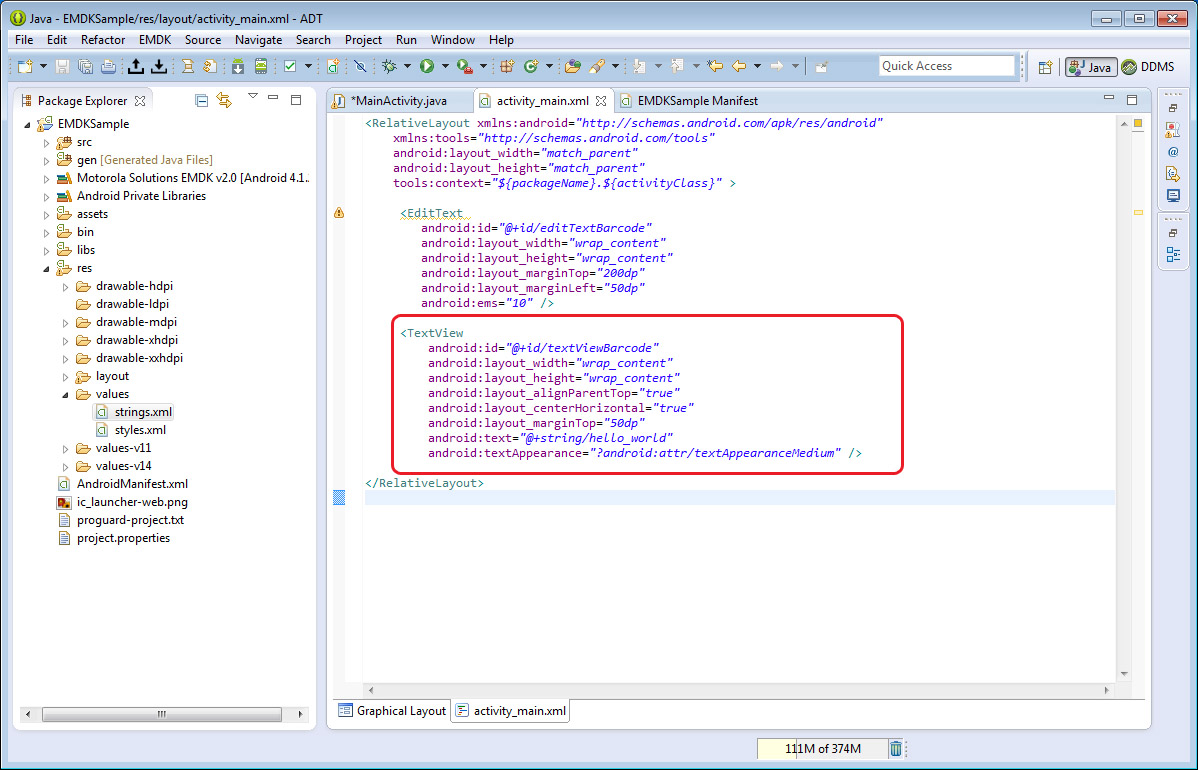 Java - EMDKSample/res/layout/activity_main.xml - ADT
File Edit Refactor EMDK Source Navigate Search Project Run Window Help
Quick Access
Java
DDMS
Package Explorer
EMDKSample
src
gen [Generated Java Files]
Motorola Solutions EMDK v2.0 [Android 4.1..
Android Private Libraries
assets
bin
libs
res
drawable-hdpi
drawable-ldpi
drawable-mdpi
drawable-xhdpi
drawable-xxhdpi
layout
values
strings.xml
styles.xml
values-v11
values-v14
AndroidManifest.xml
ic_launcher-web.png
proguard-project.txt
project.properties
*MainActivity.java
activity_main.xml
EMDKSample Manifest
<RelativeLayout xmlns:android="http://schemas.android.com/apk/res/android"
xmlns:tools="http://schemas.android.com/tools"
android:layout_width="match_parent"
android:layout_height="match_parent"
tools:context="${packageName}.${activityClass}" >
<EditText
android:id="@+id/editTextBarcode"
android:layout_width="wrap_content"
android:layout_height="wrap_content"
android:layout_marginTop="200dp"
android:layout_marginLeft="50dp"
android:ems="10" />
<TextView
android:id="@+id/textViewBarcode"
android:layout_width="wrap_content"
android:layout_height="wrap_content"
android:layout_alignParentTop="true"
android:layout_centerHorizontal="true"
android:layout_marginTop="50dp"
android:text="@+string/hello_world"
android:textAppearance="?android:attr/textAppearanceMedium" />
</RelativeLayout>
Graphical Layout
activity_main.xml
111M of 374M